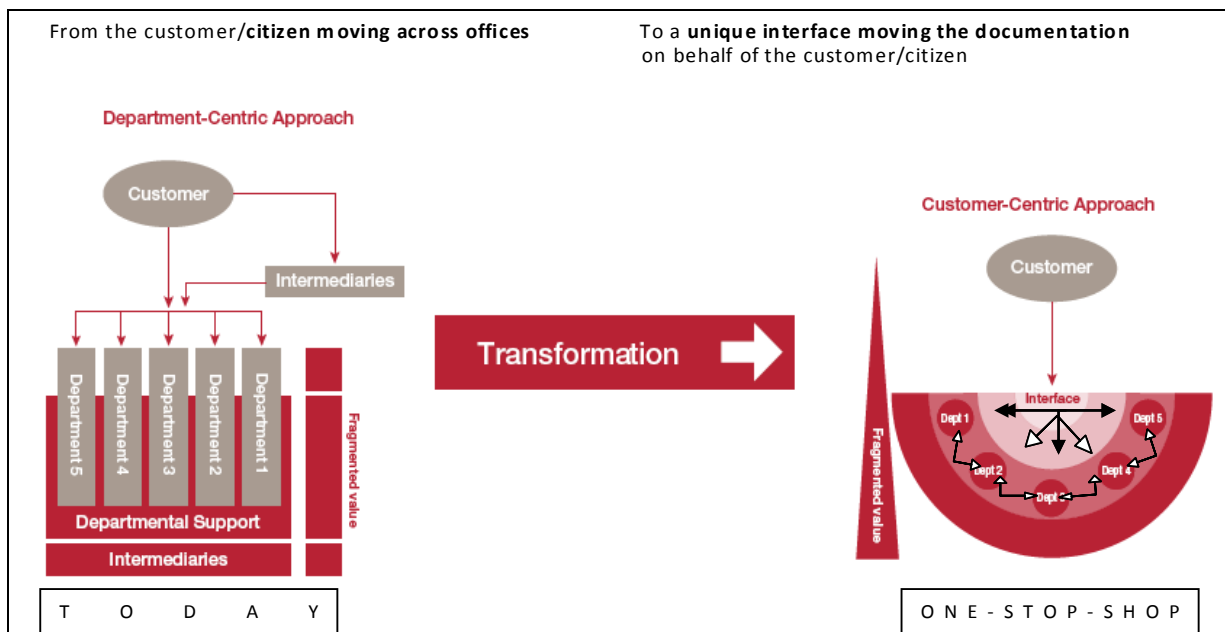 From the customer/citizen moving across offices
To a unique interface moving the documentation
on behalf of the customer/citizen
Department-Centric Approach
Customer
Intermediaries
Department 5
Department 4
Department 3
Department 2
Department 1
Departmental Support
Intermediaries
Fragmented value
Transformation
Customer-Centric Approach
Customer
Interface
Dept 1
Dept 2
Dept
Dept 4
Dept 5
Fragmented value
T O D A Y
O N E - S T O P - S H O P